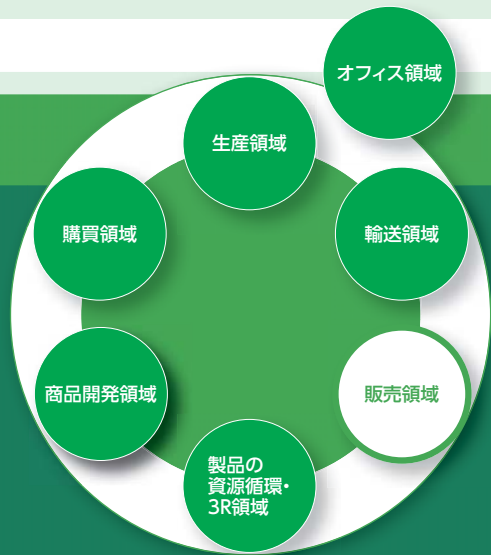 オフィス領域
生産領域
購買領域
輸送領域
商品開発領域
販売領域
製品の
資源循環・
3R領域